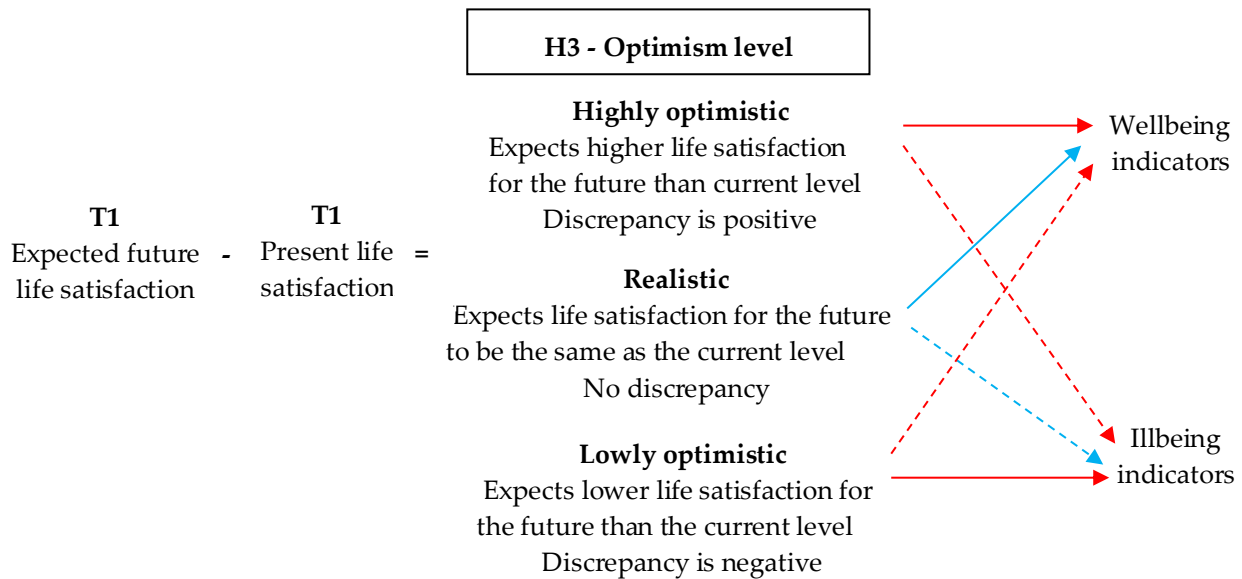 H3 - Optimism level
Highly optimistic
Expects higher life satisfaction
for the future than current level
Discrepancy is positive
T1
Expected future
life satisfaction
-
T1
Present life
satisfaction
=
Realistic
Expects life satisfaction for the future
to be the same as the current level
No discrepancy
Lowly optimistic
Expects lower life satisfaction for
the future than the current level
Discrepancy is negative
Wellbeing
indicators
Illbeing
indicators